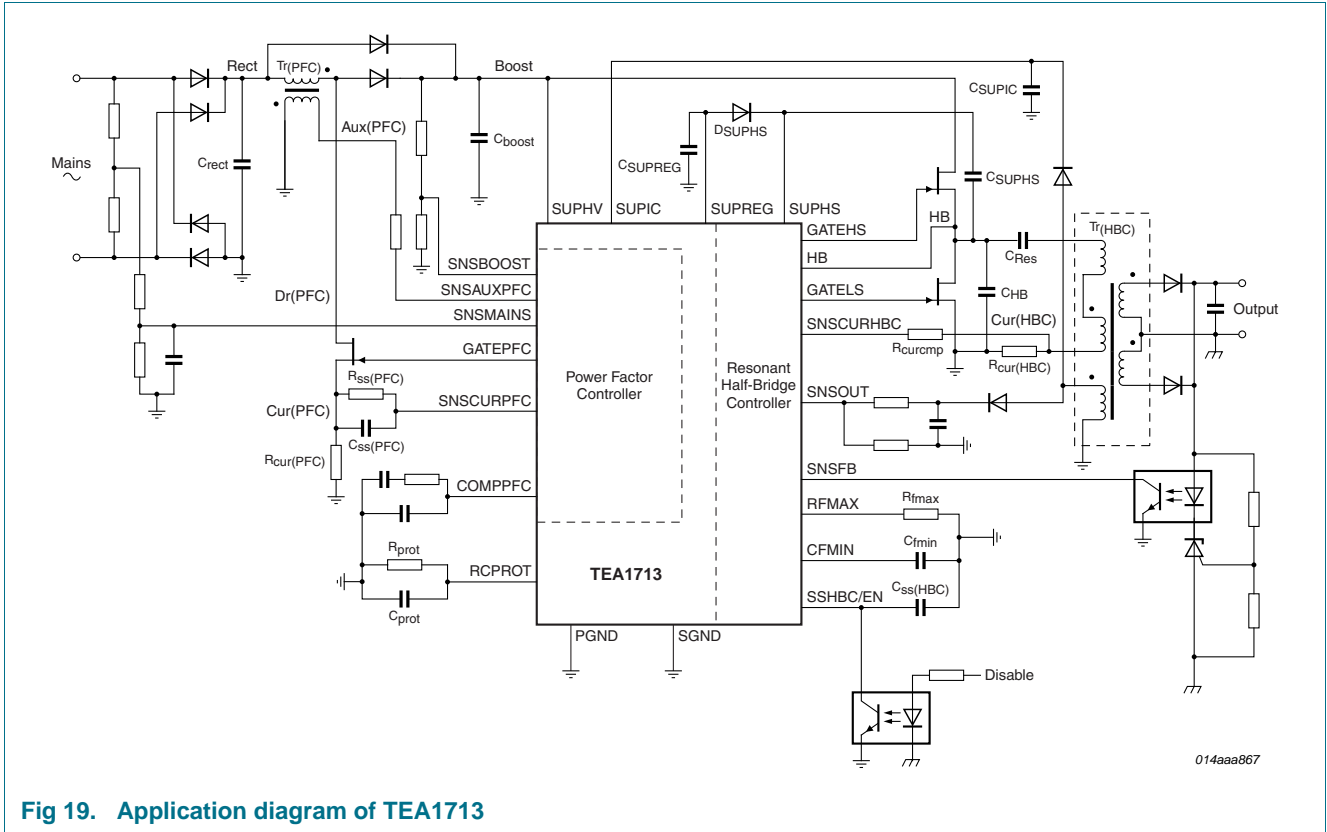 Rect
Tr(PFC)
Boost
Mains
Crect
Aux(PFC)
Cboost
CSUPREG
DSUPHS
CSUPIC
CSUPHS
SUPHV
SUPIC
SUPREG
SUPHS
GATEHS
HB
HB
GATELS
SNSCURHBC
Rcurcmp
CRes
CHB
Cur(HBC)
Rcur(HBC)
Tr(HBC)
Output
SNSBOOST
SNSAUXPFC
SNSMAINS
Dr(PFC)
GATEPFC
Rss(PFC)
SNSCURPFC
Cur(PFC)
Css(PFC)
Rcur(PFC)
COMPPFC
Rprot
RCPROT
Cprot
Power Factor
Controller
Resonant
Half-Bridge
Controller
TEA1713
SNSOUT
SNSFB
RFMAX
Rfmax
CFMIN
Cfmin
SSHBC/EN
Css(HBC)
PGND
SGND
Disable
014aaa867
Fig 19. Application diagram of TEA1713